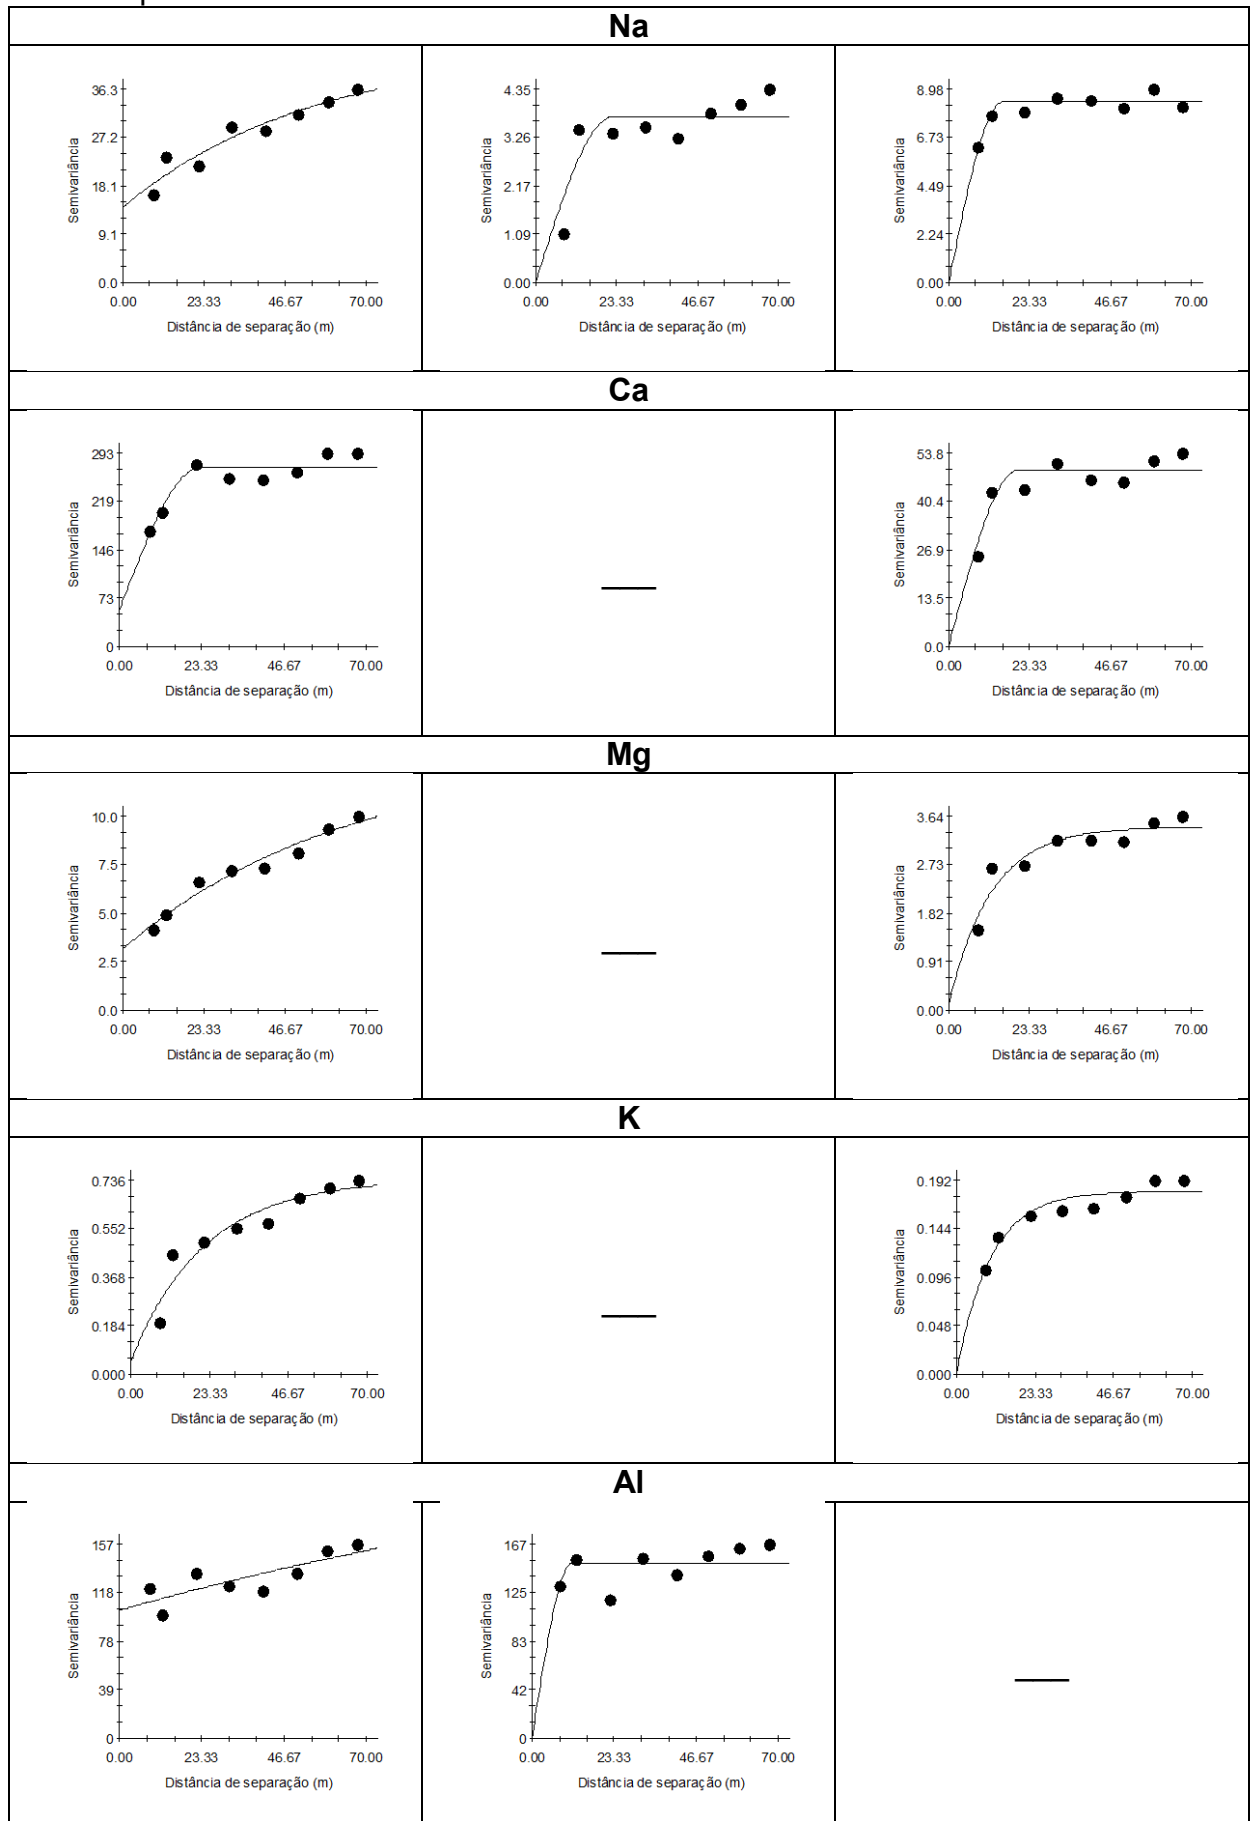 Na
36.3
27.2
18.1
9.1
0.0
Semivariância
0.00 23.33 46.67 70.00
Distância de separação (m)
4.35
3.26
2.17
1.09
0.00
Semivariância
0.00 23.33 46.67 70.00
Distância de separação (m)
8.98
6.73
4.49
2.24
0.00
Semivariância
0.00 23.33 46.67 70.00
Distância de separação (m)
Ca
293
219
146
73
0
Semivariância
0.00 23.33 46.67 70.00
Distância de separação (m)
53.8
40.4
26.9
13.5
0.0
Semivariância
0.00 23.33 46.67 70.00
Distância de separação (m)
Mg
10.0
7.5
5.0
2.5
0.0
Semivariância
0.00 23.33 46.67 70.00
Distância de separação (m)
3.64
2.73
1.82
0.91
0.00
Semivariância
0.00 23.33 46.67 70.00
Distância de separação (m)
K
0.736
0.552
0.368
0.184
0.000
Semivariância
0.00 23.33 46.67 70.00
Distância de separação (m)
0.192
0.144
0.096
0.048
0.000
Semivariância
0.00 23.33 46.67 70.00
Distância de separação (m)
Al
157
118
78
39
0
Semivariância
0.00 23.33 46.67 70.00
Distância de separação (m)
167
125
83
42
0
Semivariância
0.00 23.33 46.67 70.00
Distância de separação (m)